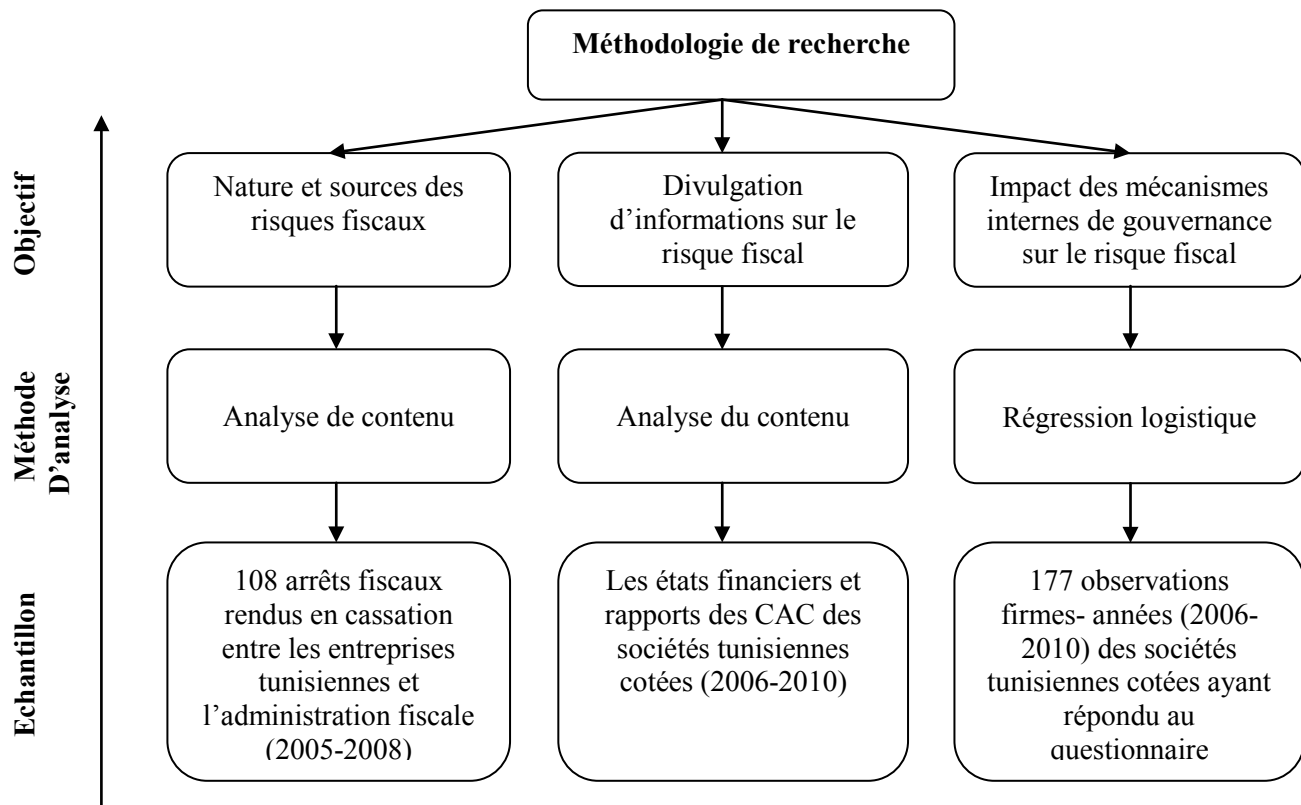 Méthodologie de recherche
Objectif
Nature et sources des
risques fiscaux
Divulgation
d’informations sur le
risque fiscal
Impact des mécanismes
internes de gouvernance
sur le risque fiscal
Méthode
D’analyse
Analyse de contenu
Analyse du contenu
Régression logistique
Echantillon
108 arrêts fiscaux
rendus en cassation
entre les entreprises
tunisiennes et
l’administration fiscale
(2005-2008)
Les états financiers et
rapports des CAC des
sociétés tunisiennes
cotées (2006-2010)
177 observations
firmes- années (2006-
2010) des sociétés
tunisiennes cotées ayant
répondu au
questionnaire